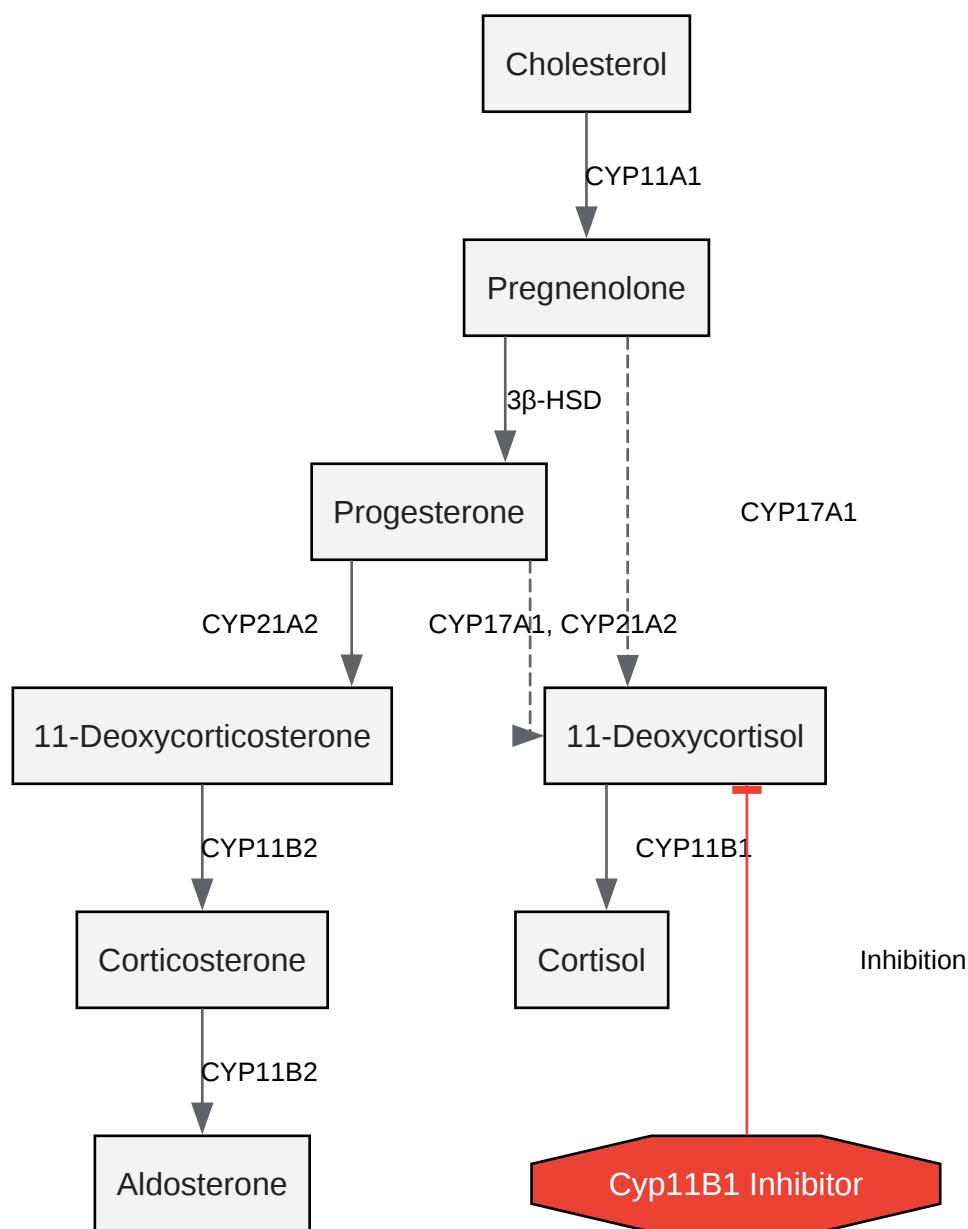 Cholesterol
CYP11A1
Pregnenolone
3β-HSD
Progesterone
CYP17A1
CYP21A2
CYP17A1, CYP21A2
11-Deoxycorticosterone
11-Deoxycortisol
CYP11B2
CYP11B1
Corticosterone
Cortisol
Inhibition
CYP11B2
Aldosterone
Cyp11B1 Inhibitor